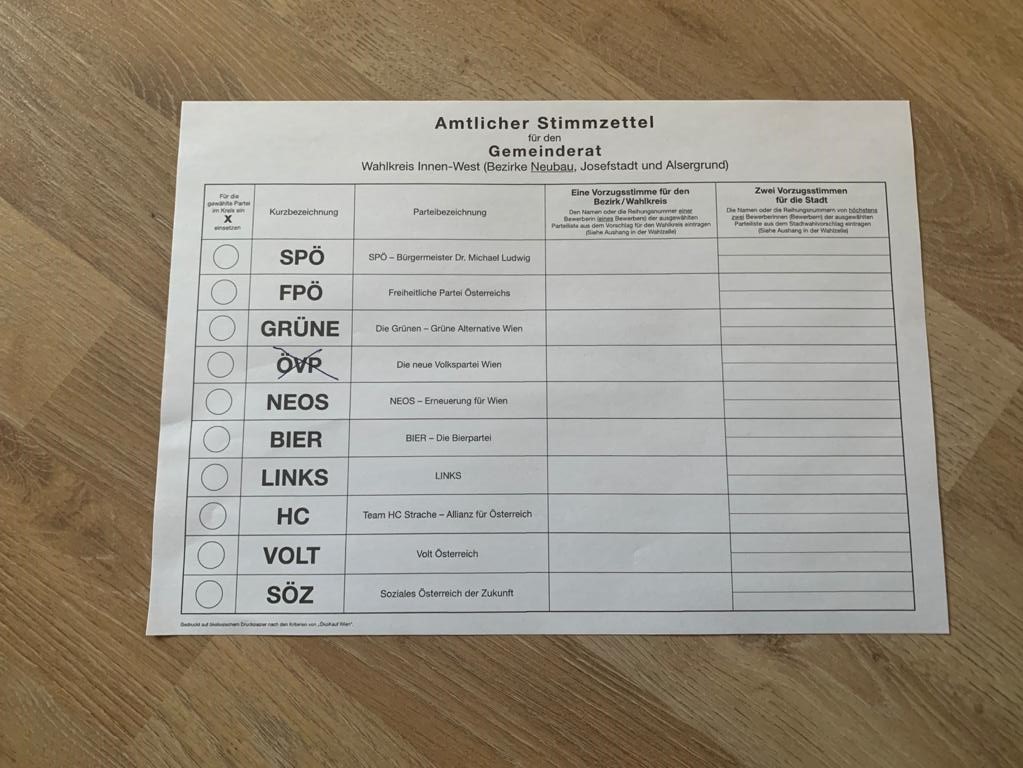 Amtlicher Stimmzettel
für den
Gemeinderat
Wahlkreis Innen-West (Bezirke Neubau, Josefstadt und Alsergrund)
Für die
gewählte Partei
im Kreis ein
X
einsetzen
Kurzbezeichnung
Parteibezeichnung
Eine Vorzugsstimme für den
Bezirk/Wahlkreis
Den Namen oder die Reihungsnummer einer
Bewerberin (eines Bewerbers) der ausgewählten
Parteiliste aus dem Vorschlag für den Wahlkreis eintragen
(Siehe Aushang in der Wahlzelle)
Zwei Vorzugsstimmen
für die Stadt
Die Namen oder die Reihungsnummern von höchstens
zwei Bewerberinnen (Bewerbern) der ausgewählten
Parteiliste aus dem Stadtwahlvorschlag eintragen
(Siehe Aushang in der Wahlzelle)
SPÖ SPÖ – Bürgermeister Dr. Michael Ludwig
FPÖ Freiheitliche Partei Österreichs
GRÜNE Die Grünen – Grüne Alternative Wien
ÖVP Die neue Volkspartei Wien
NEOS NEOS – Erneuerung für Wien
BIER BIER – Die Bierpartei
LINKS LINKS
HC Team HC Strache – Allianz für Österreich
VOLT Volt Österreich
SÖZ Soziales Österreich der Zukunft
Gedruckt auf ökologischem Druckpapier nach den Kriterien von „ÖkoKauf Wien“.